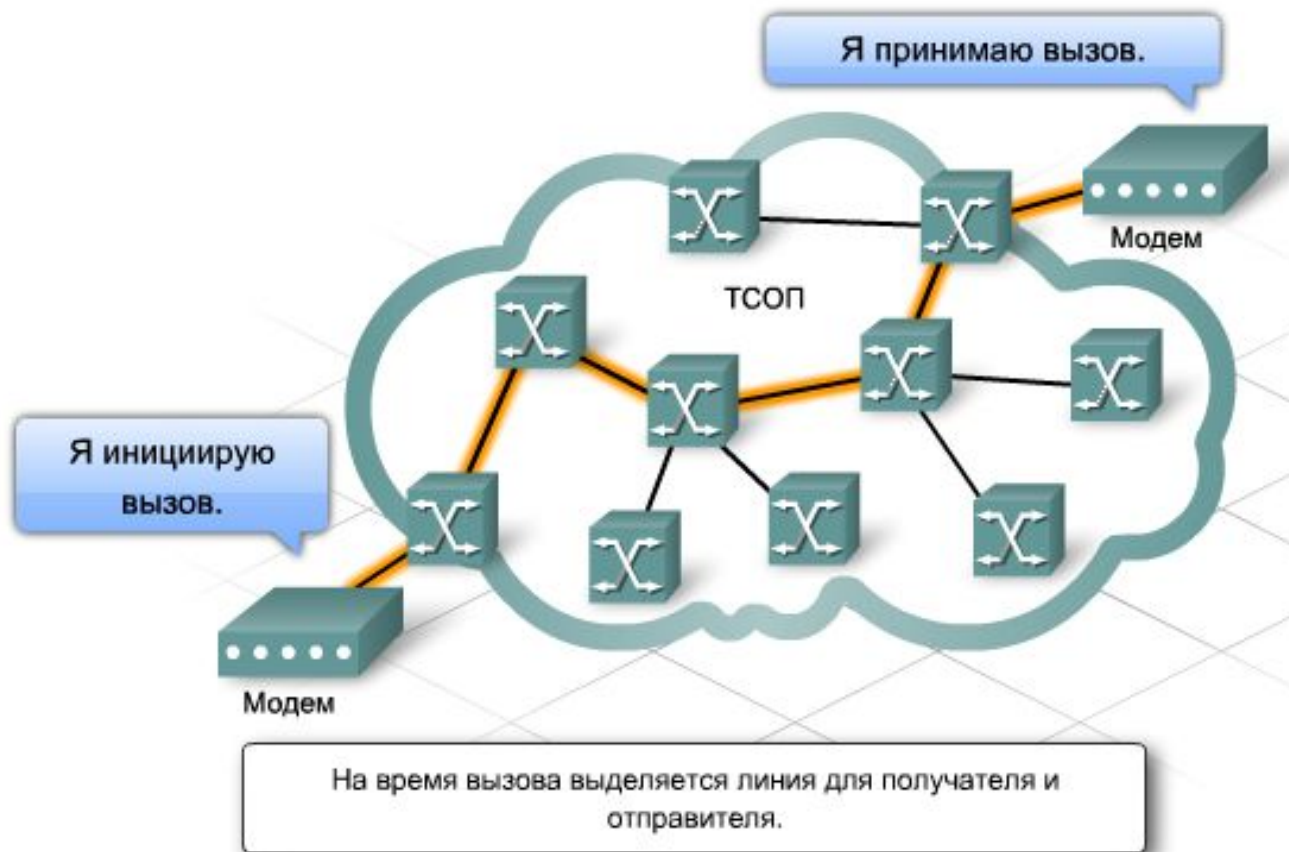 Я принимаю вызов.
Модем
ТСОП
Я инициирую
вызов.
Модем
На время вызова выделяется линия для получателя и
отправителя.